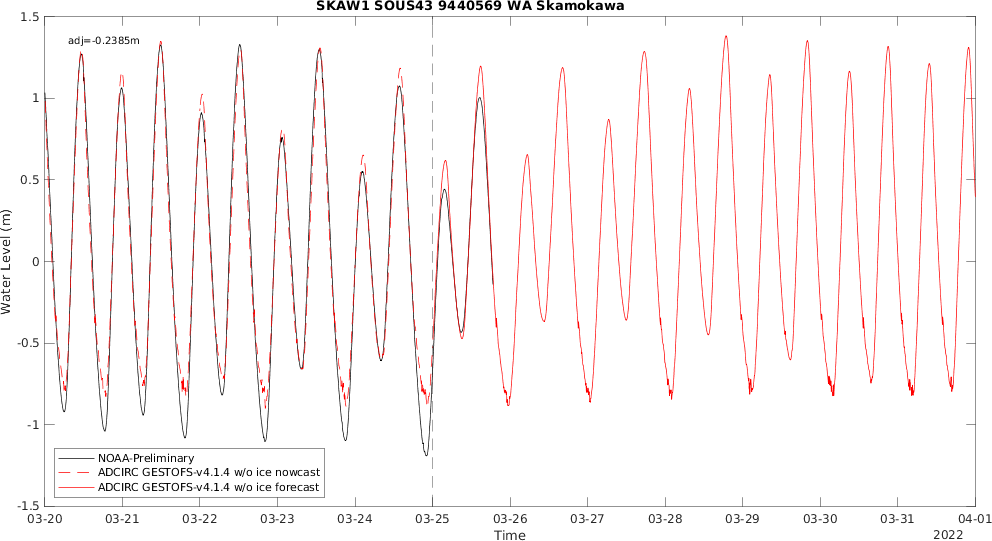 SKAW1 SOUS43 9440569 WA Skamokawa
adj=-0.2385m
1.5
1
0.5
0
-0.5
-1
-1.5
Water Level (m)
NOAA-Preliminary
ADCIRC GESTOFS-v4.1.4 w/o ice nowcast
ADCIRC GESTOFS-v4.1.4 w/o ice forecast
03-20 03-21 03-22 03-23 03-24 03-25 03-26 03-27 03-28 03-29 03-30 03-31 04-01
Time
2022